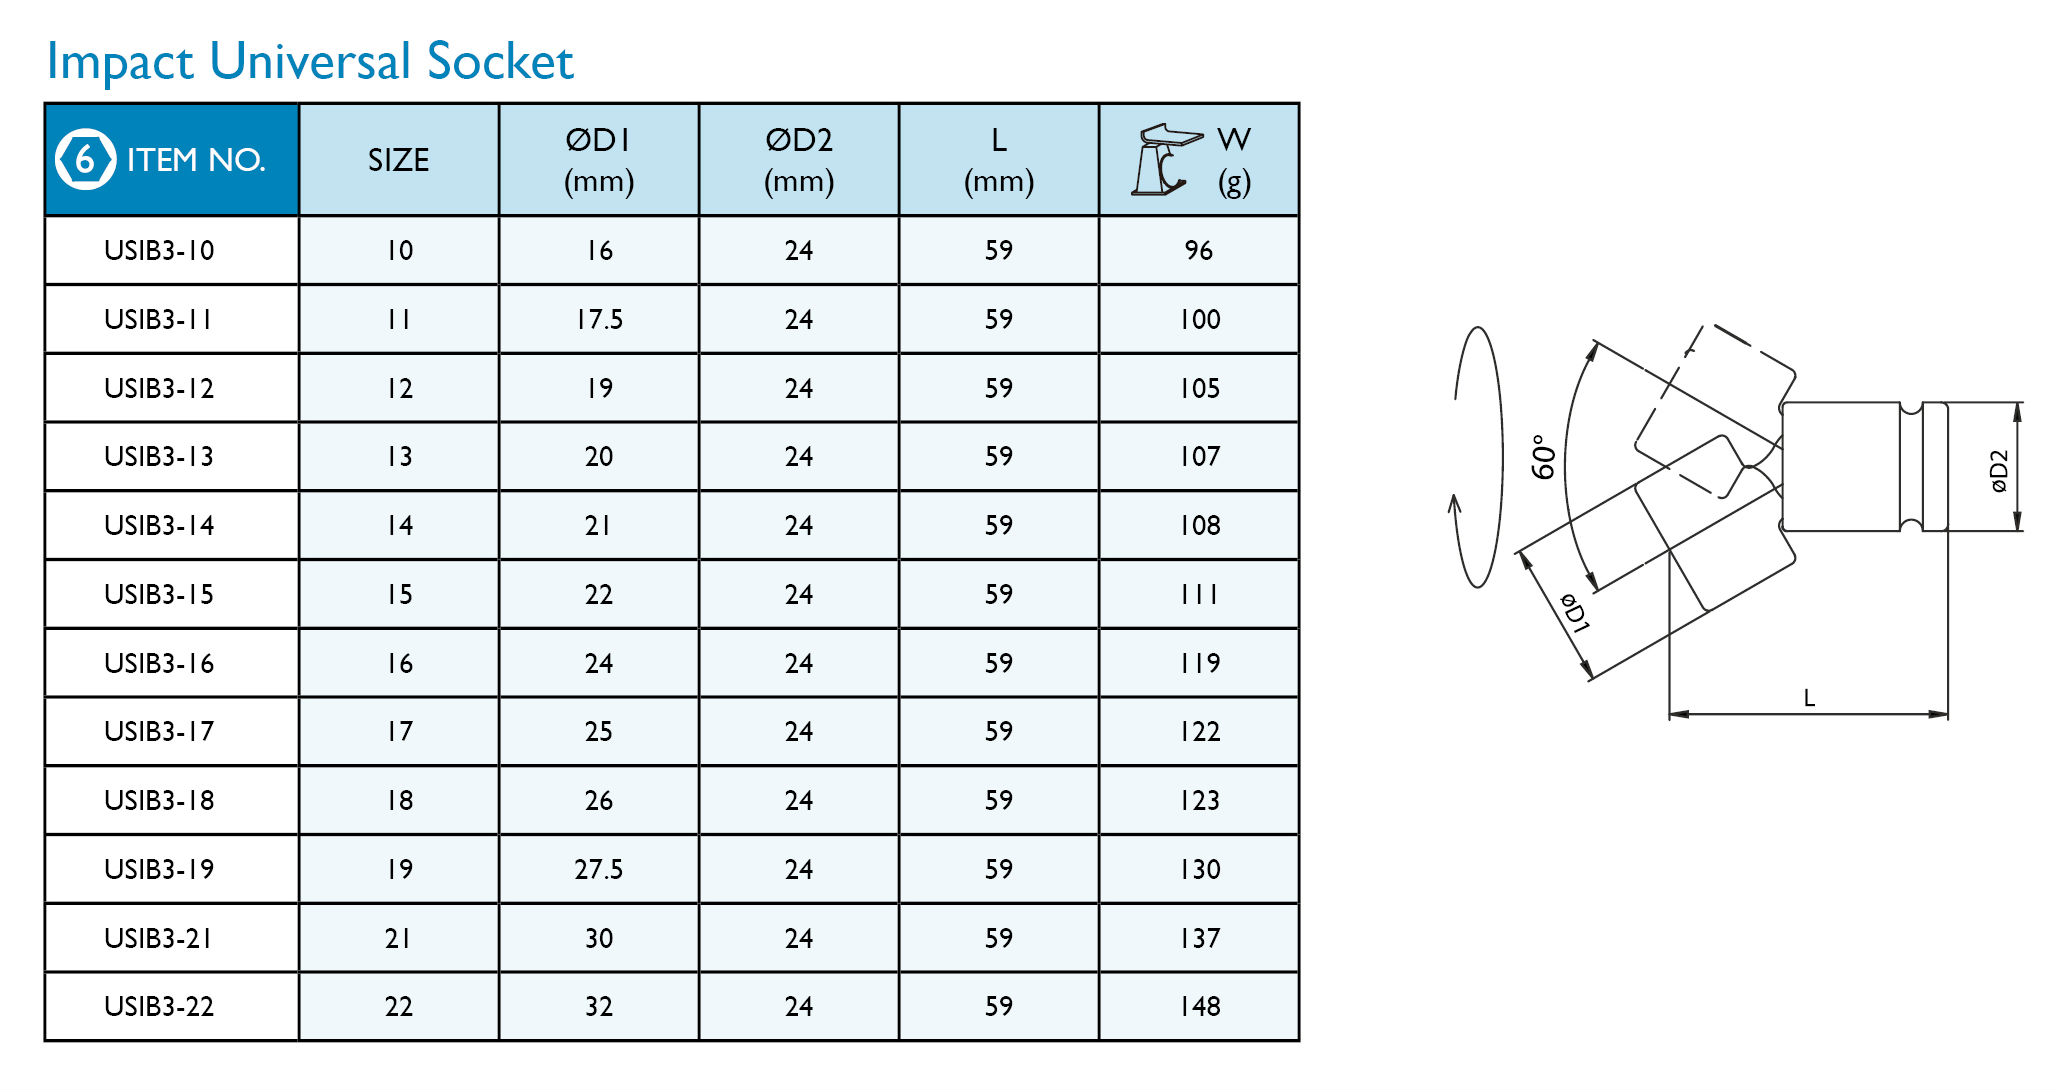 Impact Universal Socket
6 ITEM NO. SIZE ØD1 (mm) ØD2 (mm) L (mm) W (g)
USIB3-10 10 16 24 59 96
USIB3-11 11 17.5 24 59 100
USIB3-12 12 19 24 59 105
USIB3-13 13 20 24 59 107
USIB3-14 14 21 24 59 108
USIB3-15 15 22 24 59 111
USIB3-16 16 24 24 59 119
USIB3-17 17 25 24 59 122
USIB3-18 18 26 24 59 123
USIB3-19 19 27.5 24 59 130
USIB3-21 21 30 24 59 137
USIB3-22 22 32 24 59 148
60°
øD2
øD1
L